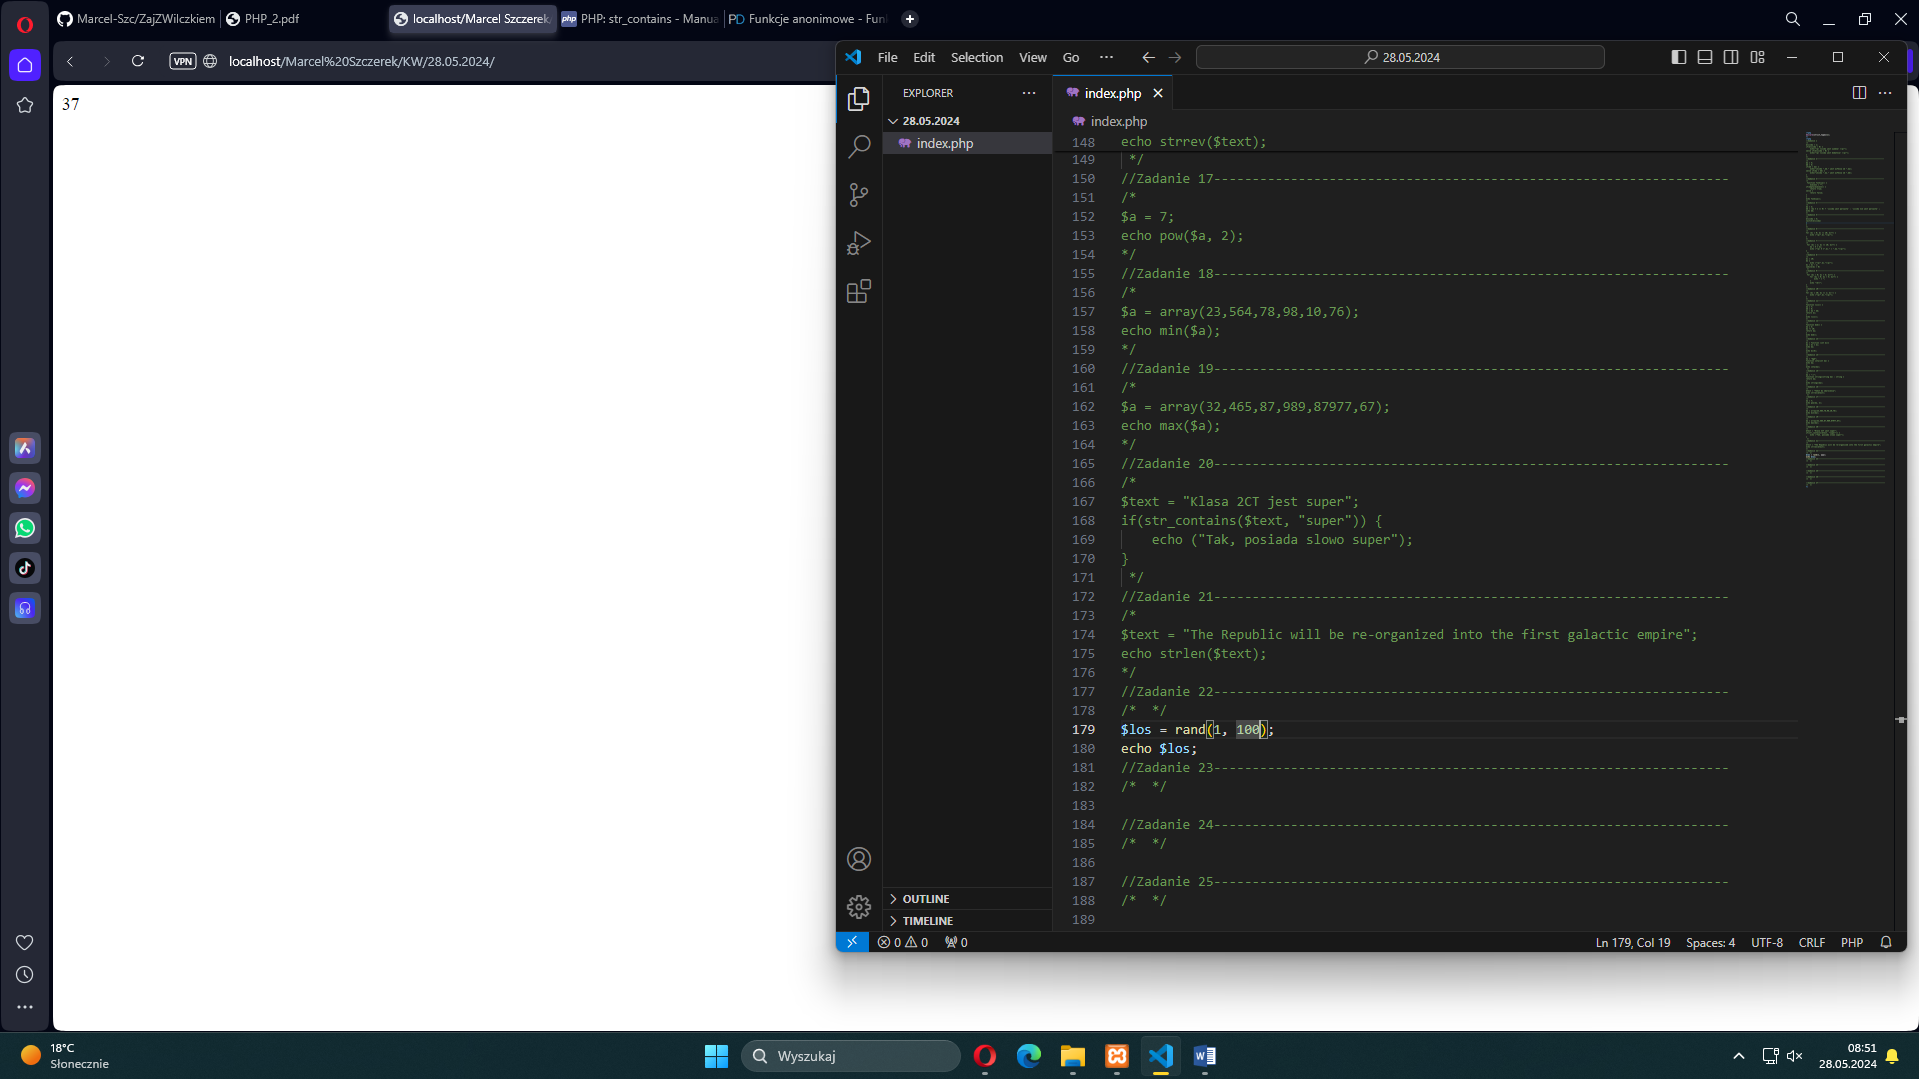 Marcel-Szc/ZajZWilczkiem
PHP_2.pdf
localhost/Marcel Szczerek
PHP: str_contains - Manua
Funkcje anonimowe - Fun
VPN
localhost/Marcel%20Szczerek/KW/28.05.2024/
37
File Edit Selection View Go
28.05.2024
EXPLORER
28.05.2024
index.php
OUTLINE
TIMELINE
index.php
index.php
148 echo strrev($text);
149 */
150 //Zadanie 17-------------------------------------------------------------------
151 /*
152 $a = 7;
153 echo pow($a, 2);
154 */
155 //Zadanie 18-------------------------------------------------------------------
156 /*
157 $a = array(23,564,78,98,10,76);
158 echo min($a);
159 */
160 //Zadanie 19-------------------------------------------------------------------
161 /*
162 $a = array(32,465,87,989,87977,67);
163 echo max($a);
164 */
165 //Zadanie 20-------------------------------------------------------------------
166 /*
167 $text = "Klasa 2CT jest super";
168 if(str_contains($text, "super")) {
169 echo ("Tak, posiada slowo super");
170 }
171 */
172 //Zadanie 21-------------------------------------------------------------------
173 /*
174 $text = "The Republic will be re-organized into the first galactic empire";
175 echo strlen($text);
176 */
177 //Zadanie 22-------------------------------------------------------------------
178 /*  */
179 $los = rand(1, 100);
180 echo $los;
181 //Zadanie 23-------------------------------------------------------------------
182 /*  */
183
184 //Zadanie 24-------------------------------------------------------------------
185 /*  */
186
187 //Zadanie 25-------------------------------------------------------------------
188 /*  */
189
0 0 0
Ln 179, Col 19 Spaces: 4 UTF-8 CRLF PHP
18°C
Słonecznie
Wyszukaj
08:51
28.05.2024